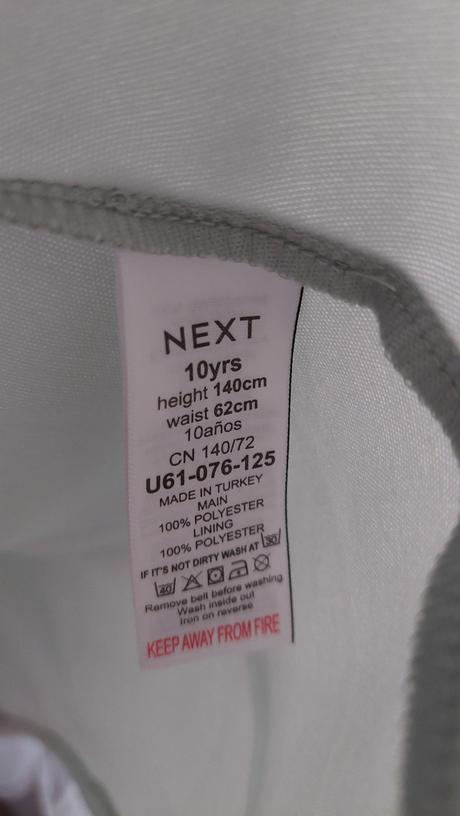 NEXT
10yrs
height 140cm
waist 62cm
10años
CN 140/72
U61-076-125
MADE IN TURKEY
MAIN
100% POLYESTER
LINING
100% POLYESTER
IF IT'S NOT DIRTY WASH AT 30
40
Remove belt before washing
Wash inside out
Iron on reverse
KEEP AWAY FROM FIRE